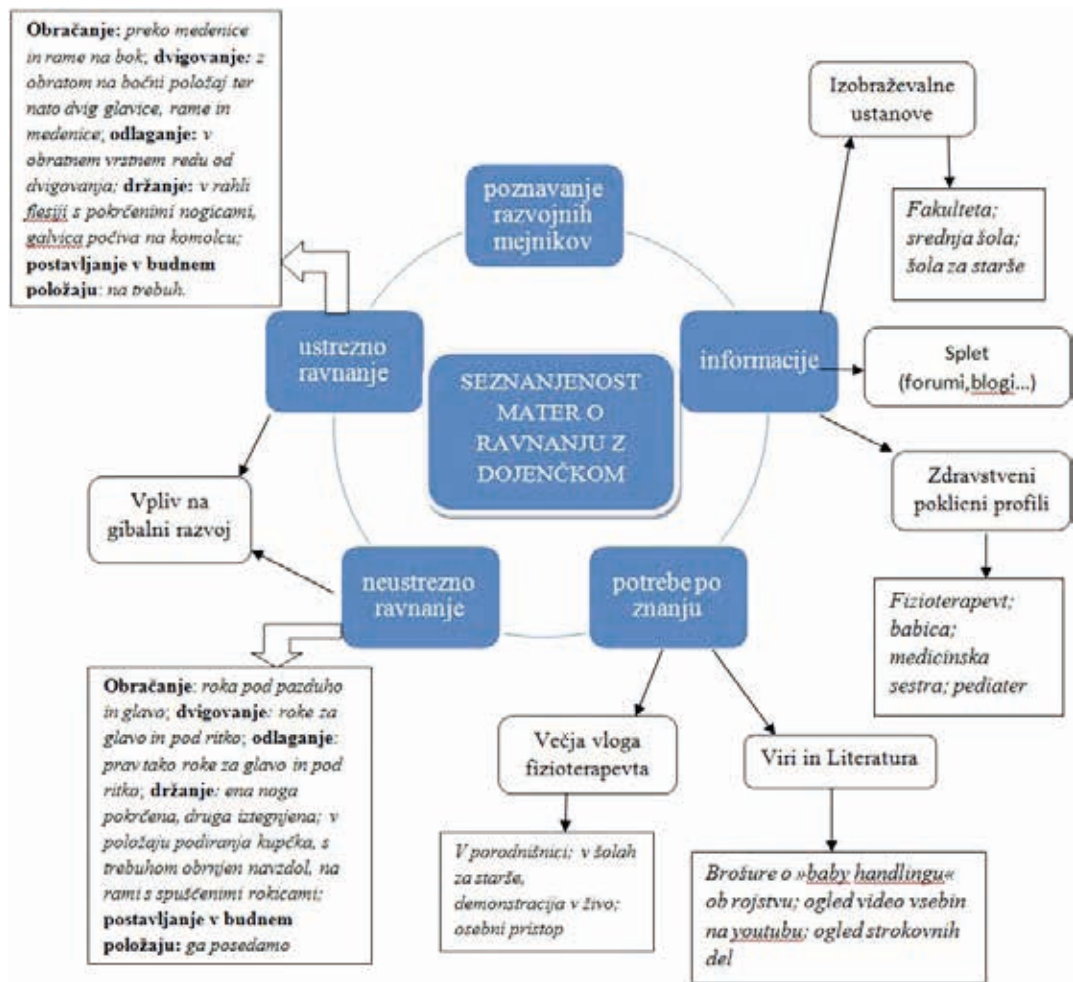 Obračanje: preko medenice
in rame na bok; dvigovanje: z
obratom na bočni položaj ter
nato dvig glavice, rame in
medenice; odlaganje: v
obratnem vrstnem redu od
dvigovanja; držanje: v rahli
flesiji s pokrčenimi nogicami,
galvica počiva na komolcu;
postavljanje v budnem
položaju: na trebuh.
poznavanje
razvojnih
mejnikov
Izobraževalne
ustanove
Fakulteta;
srednja šola;
šola za starše
ustrezno
ravnanje
SEZNANJENOST
MATER O
RAVNANJU Z
DOJENČKOM
informacije
Splet
(forumi,blogi...)
Zdravstveni
poklicni profili
Fizioterapevt;
babica;
medicinska
sestra; pediater
Vpliv na
gibalni razvoj
neustrezno
ravnanje
potrebe po
znanju
Obračanje: roka pod pazduho
in glavo; dvigovanje: roke za
glavo in pod ritko; odlaganje:
prav tako roke za glavo in pod
ritko; držanje: ena noga
pokrčena, druga iztegnjena; v
položaju podiranja kupčka, s
trebuhom obrnjen navzdol, na
rami s spuščenimi rokicami;
postavljanje v budnem
položaju: ga posedamo
Večja vloga
fizioterapevta
V porodnišnici; v šolah
za starše,
demonstracija v živo;
osebni pristop
Viri in Literatura
Brošure o »baby handlingu«
ob rojstvu; ogled video vsebin
na youtubu; ogled strokovnih
del